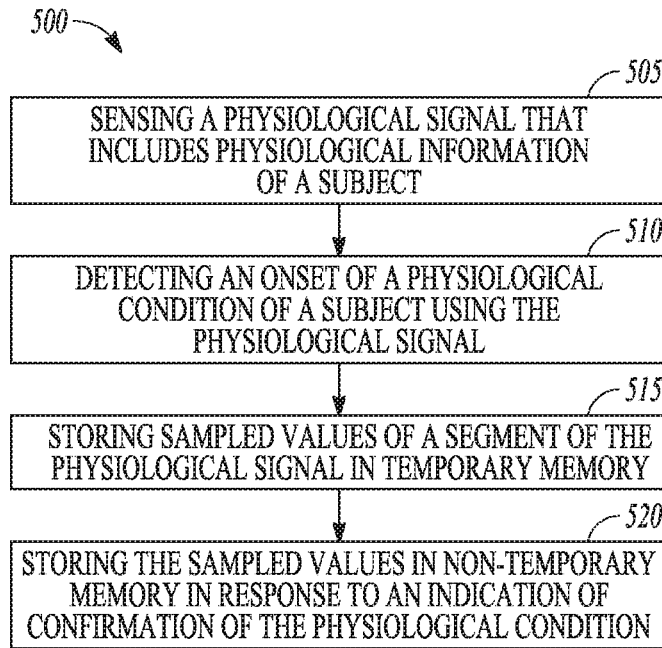 500
505
SENSING A PHYSIOLOGICAL SIGNAL THAT
INCLUDES PHYSIOLOGICAL INFORMATION
OF A SUBJECT
510
DETECTING AN ONSET OF A PHYSIOLOGICAL
CONDITION OF A SUBJECT USING THE
PHYSIOLOGICAL SIGNAL
515
STORING SAMPLED VALUES OF A SEGMENT OF THE
PHYSIOLOGICAL SIGNAL IN TEMPORARY MEMORY
520
STORING THE SAMPLED VALUES IN NON-TEMPORARY
MEMORY IN RESPONSE TO AN INDICATION OF
CONFIRMATION OF THE PHYSIOLOGICAL CONDITION